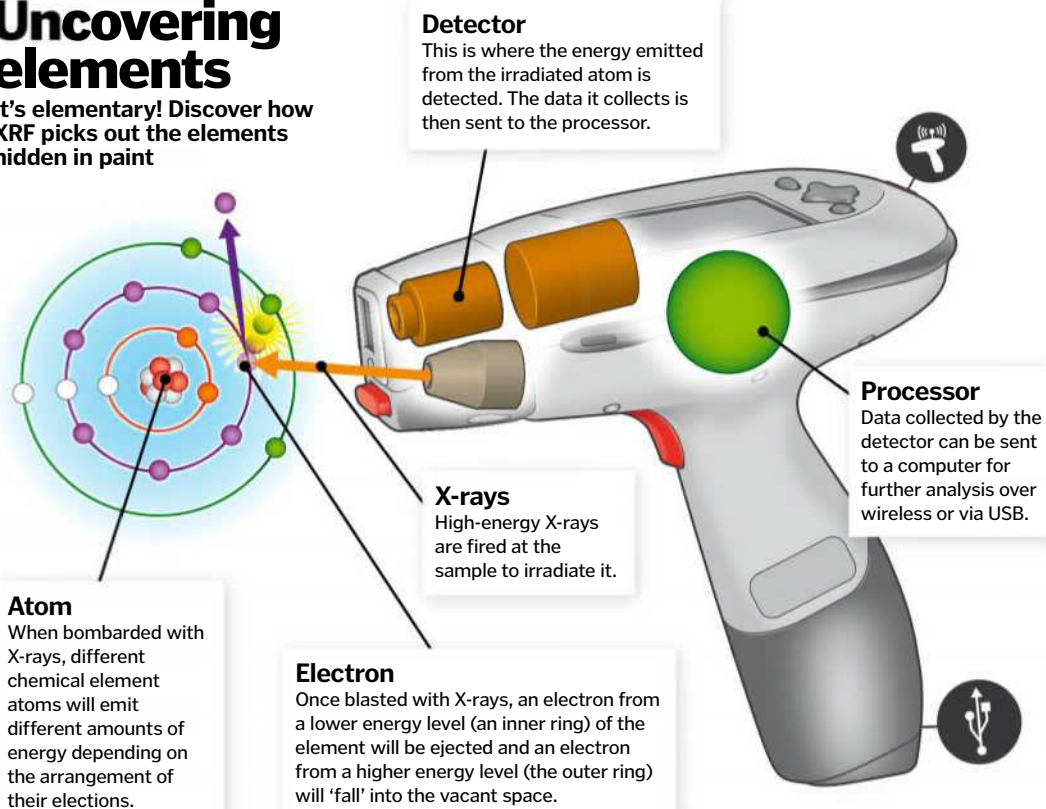 Uncovering
elements
t's elementary! Discover how
XRF picks out the elements
hidden in paint
Detector
This is where the energy emitted
from the irradiated atom is
detected. The data it collects is
then sent to the processor.
Processor
Data collected by the
detector can be sent
to a computer for
further analysis over
wireless or via USB.
X-rays
High-energy X-rays
are fired at the
sample to irradiate it.
Atom
When bombarded with
X-rays, different
chemical element
atoms will emit
different amounts of
energy depending on
the arrangement of
their elections.
Electron
Once blasted with X-rays, an electron from
a lower energy level (an inner ring) of the
element will be ejected and an electron
from a higher energy level (the outer ring)
will ‘fall’ into the vacant space.